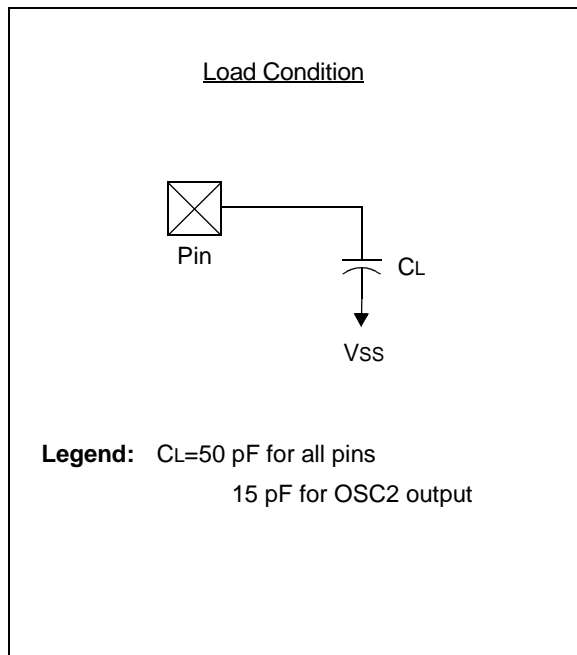 Load Condition
Pin
CL
VSS
Legend: CL=50 pF for all pins
15 pF for OSC2 output